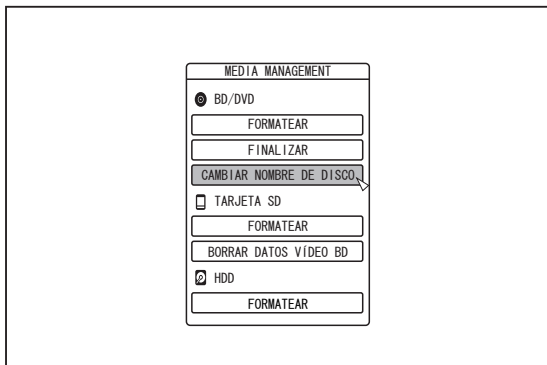 MEDIA MANAGEMENT
BD/DVD
FORMATEAR
FINALIZAR
CAMBIAR NOMBRE DE DISCO
TARJETA SD
FORMATEAR
BORRAR DATOS VÍDEO BD
HDD
FORMATEAR